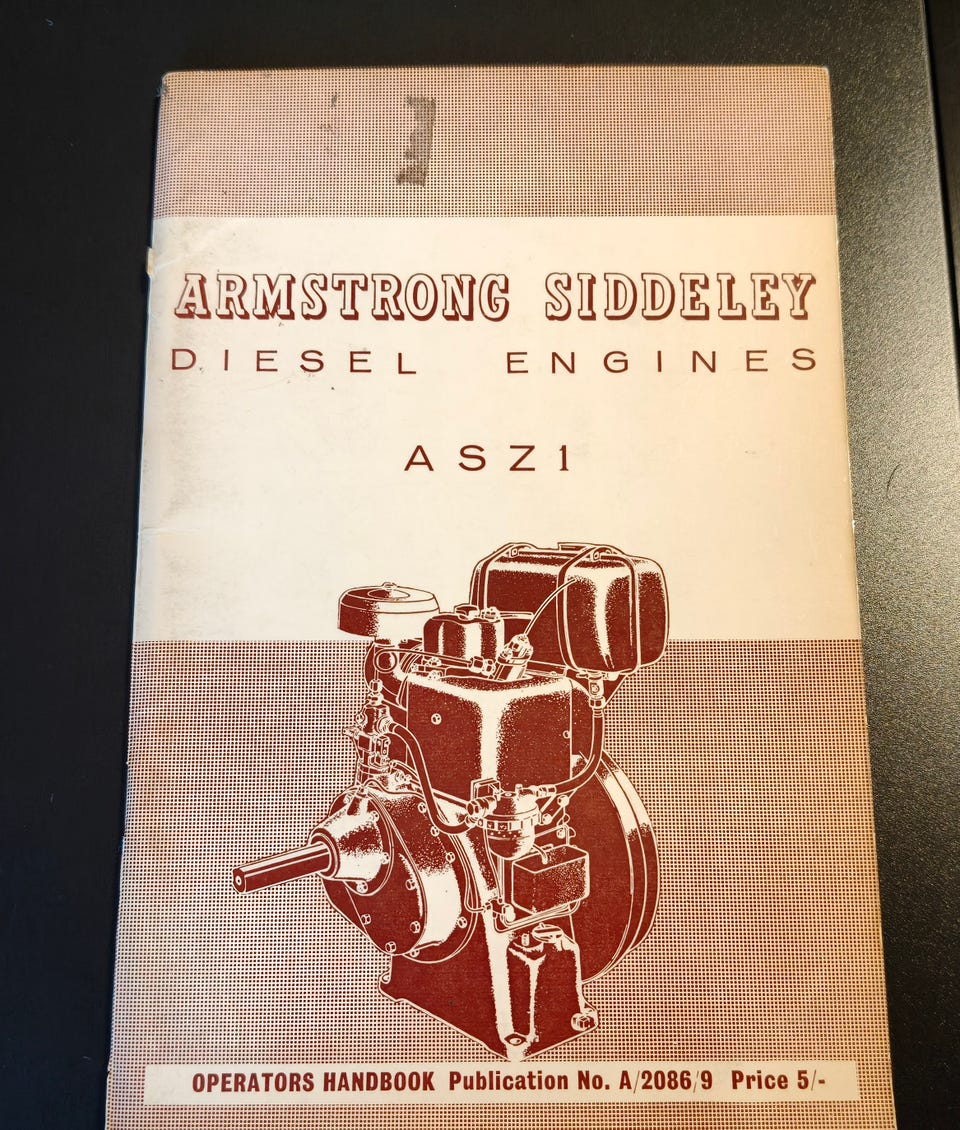 ARMSTRONG SIDDELEY
DIESEL ENGINES
ASZ1
OPERATORS HANDBOOK Publication No. A/2086/9 Price 5/-